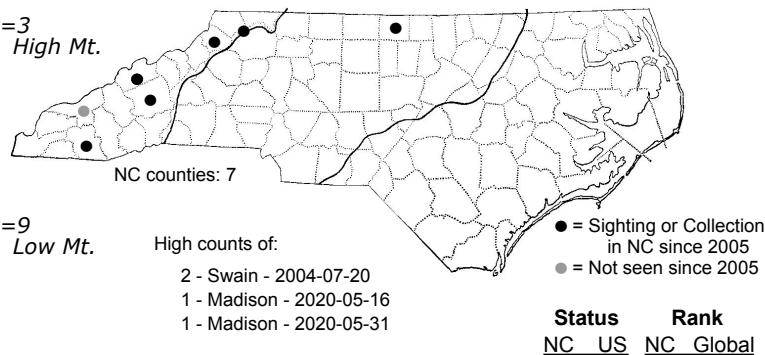 =3
High Mt.
NC counties: 7
=9
Low Mt.
High counts of:
2 - Swain - 2004-07-20
1 - Madison - 2020-05-16
1 - Madison - 2020-05-31
= Sighting or Collection
in NC since 2005
= Not seen since 2005
Status Rank
NC US NC Global